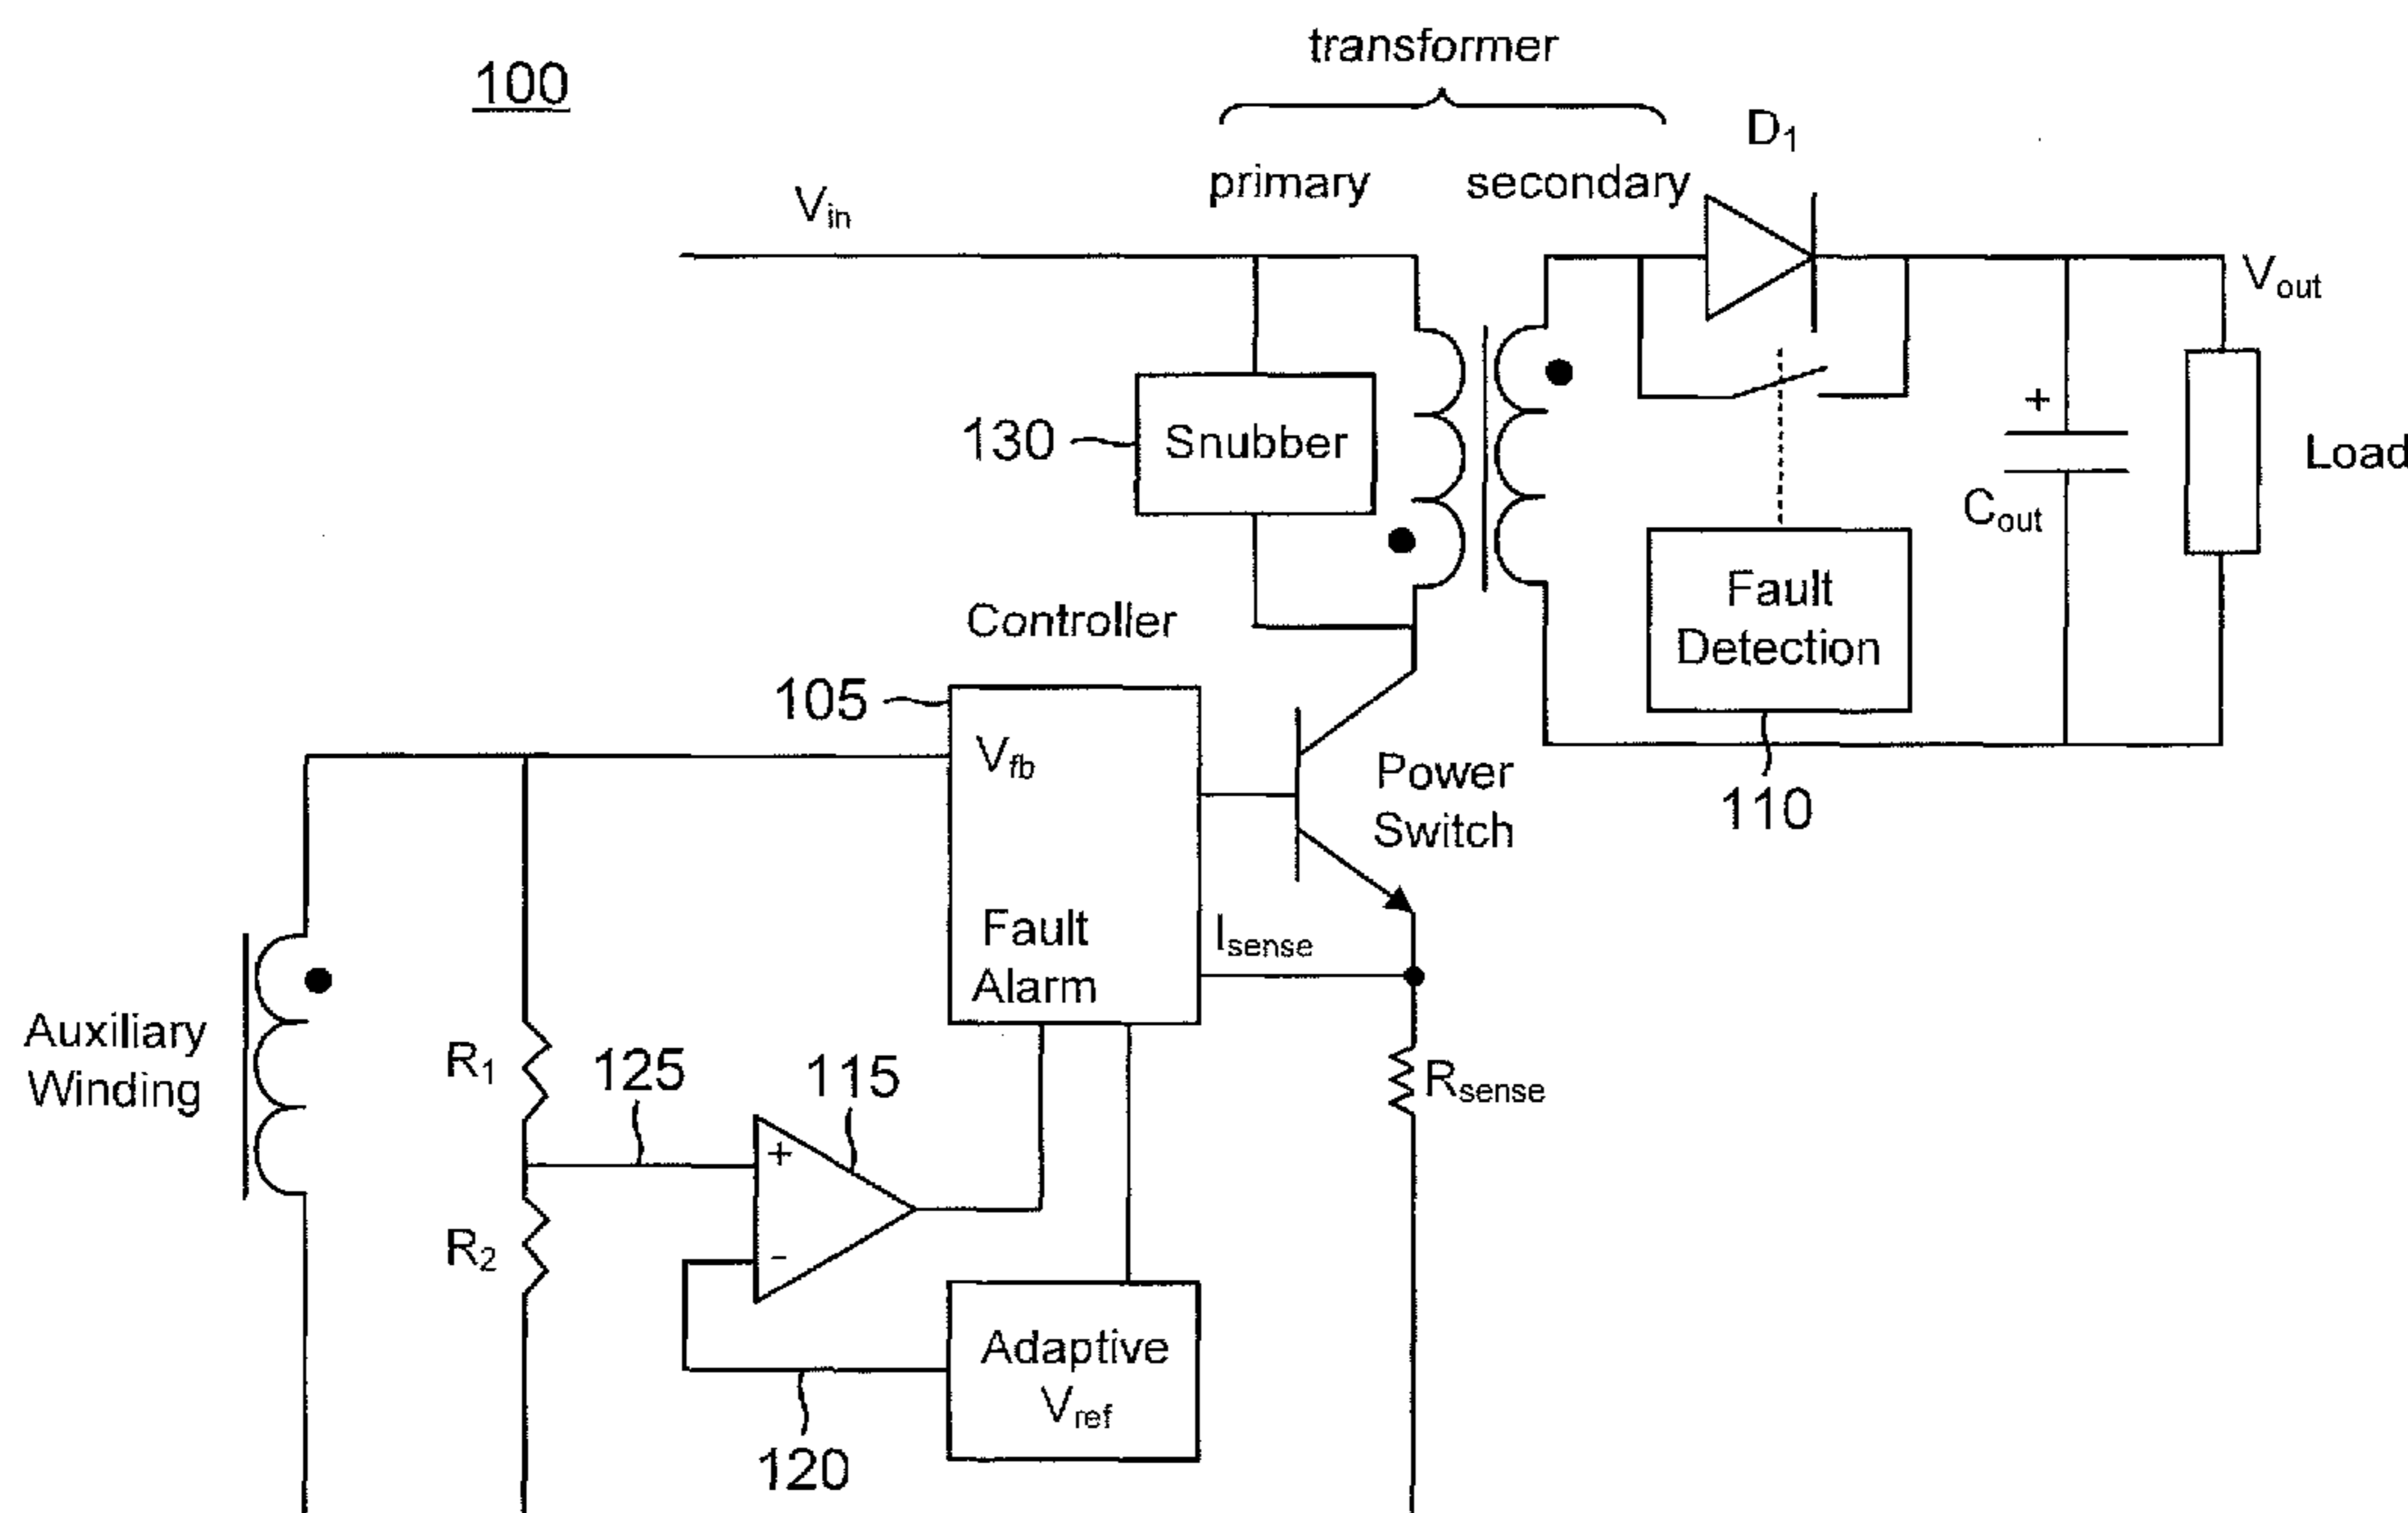 transformer
100
D₁
primary
secondary
Vin
Vout
130
Snubber
+
Load
Cout
Fault
Detection
Controller
105
Vfb
Power
Switch
110
Fault
Alarm
Isense
Auxiliary
Winding
R₁
125
115
Rsense
+
R₂
-
Adaptive
Vref
120